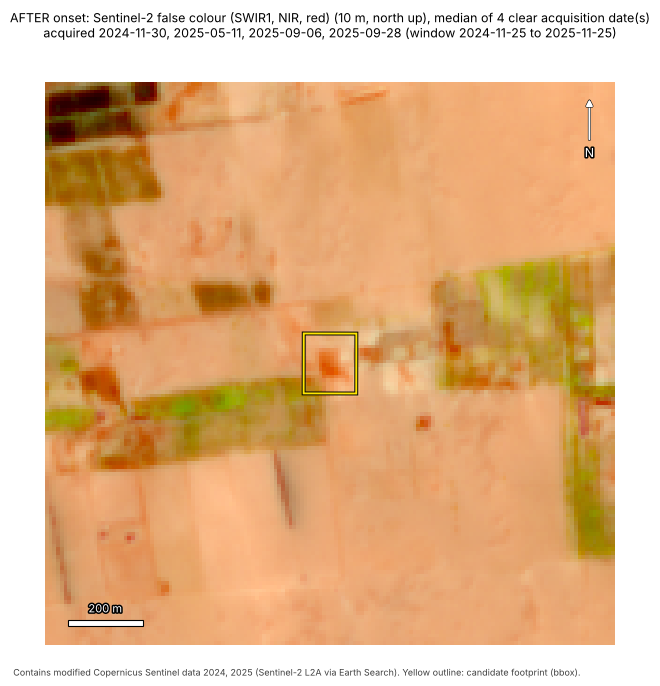 AFTER onset: Sentinel-2 false colour (SWIR1, NIR, red) (10 m, north up), median of 4 clear acquisition date(s)
acquired 2024-11-30, 2025-05-11, 2025-09-06, 2025-09-28 (window 2024-11-25 to 2025-11-25)
N
200 m
Contains modified Copernicus Sentinel data 2024, 2025 (Sentinel-2 L2A via Earth Search). Yellow outline: candidate footprint (bbox).